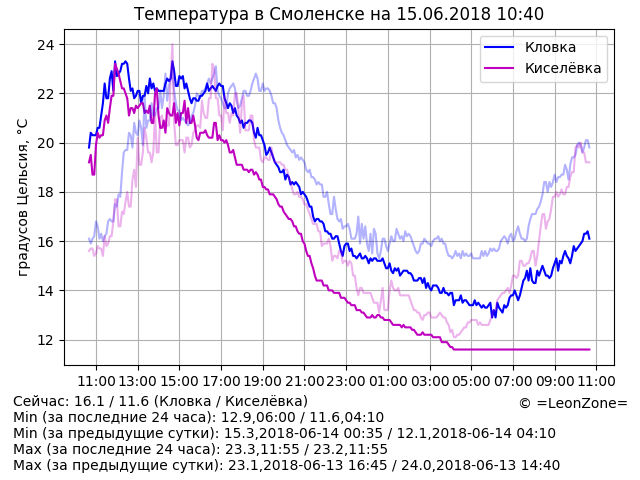 Температура в Смоленске на 15.06.2018 10:40
24
22
20
18
16
14
12
градусов Цельсия, °C
Кловка
Киселёвка
11:00 13:00 15:00 17:00 19:00 21:00 23:00 01:00 03:00 05:00 07:00 09:00 11:00
Сейчас: 16.1 / 11.6 (Кловка / Киселёвка)
© =LeonZone=
Min (за последние 24 часа): 12.9,06:00 / 11.6,04:10
Min (за предыдущие сутки): 15.3,2018-06-14 00:35 / 12.1,2018-06-14 04:10
Max (за последние 24 часа): 23.3,11:55 / 23.2,11:55
Max (за предыдущие сутки): 23.1,2018-06-13 16:45 / 24.0,2018-06-13 14:40